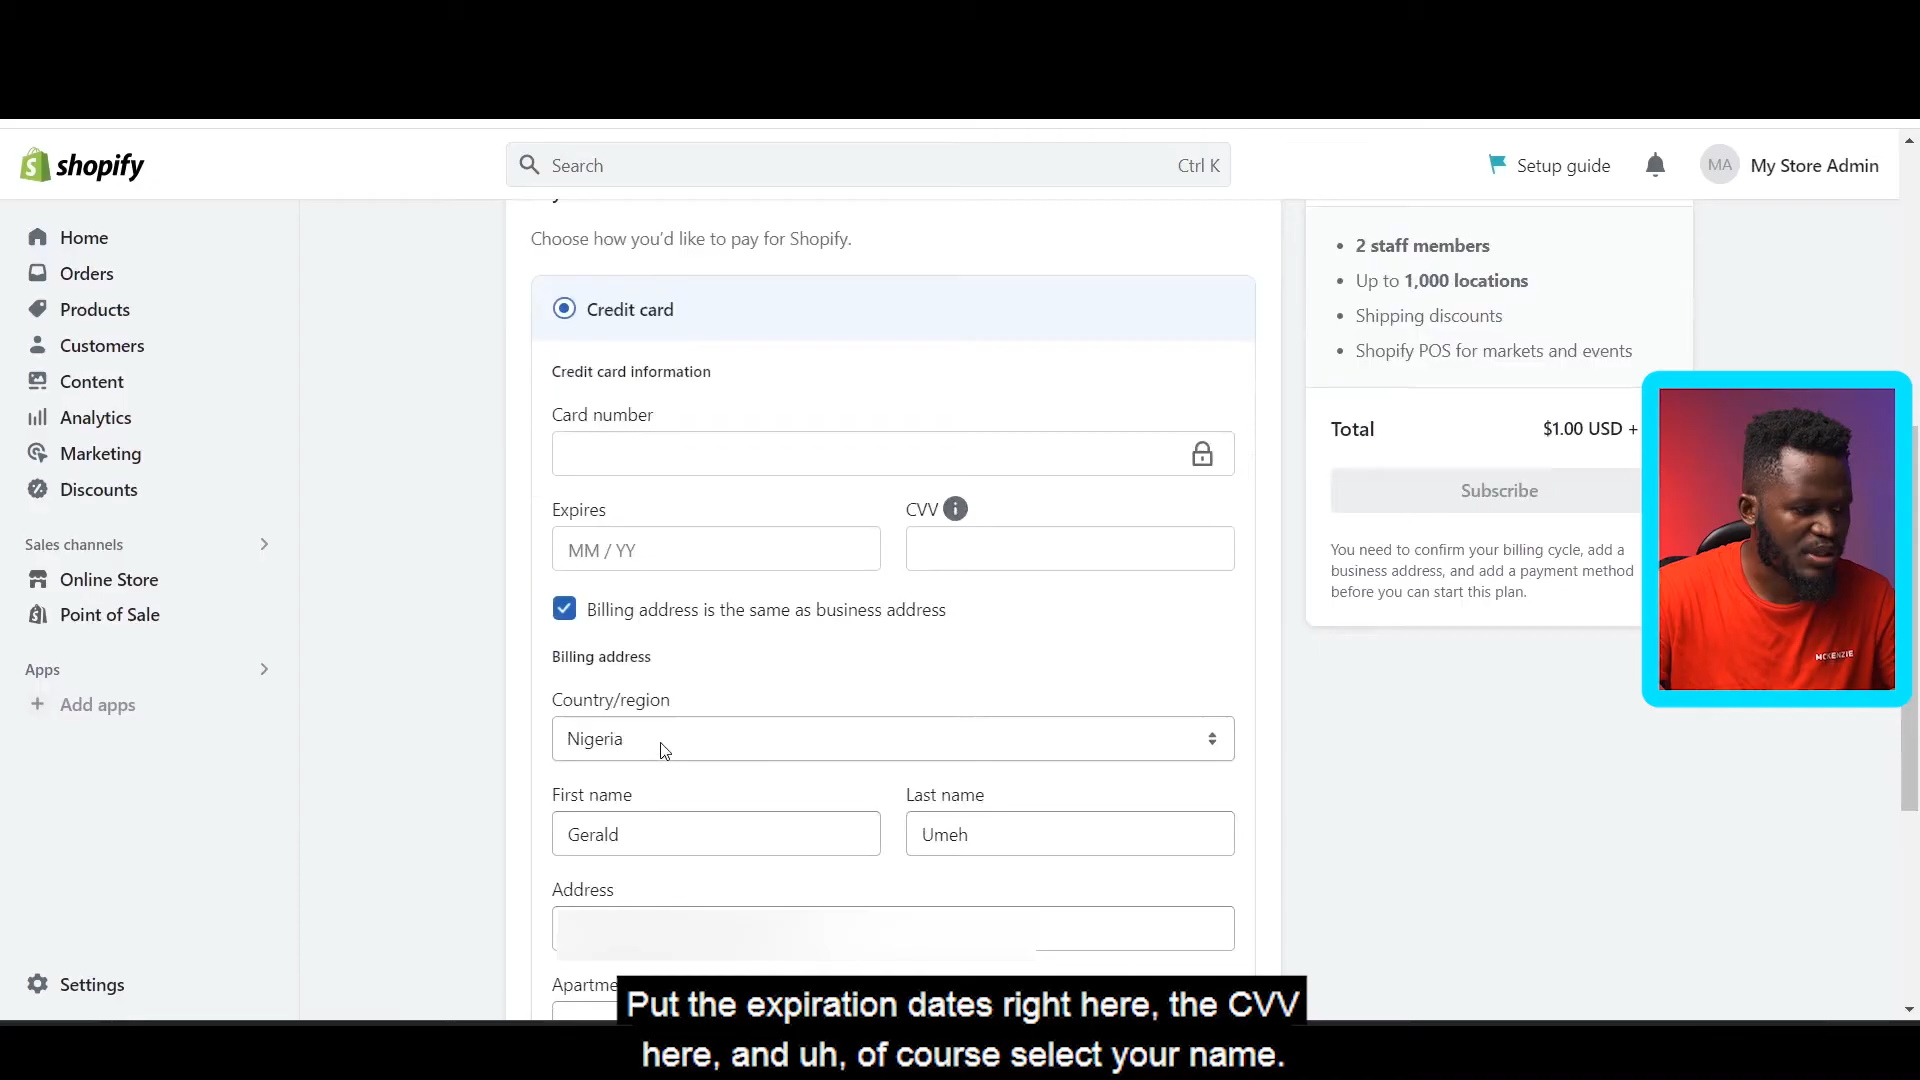 shopify
Search
Ctrl K
Setup guide
MA
My Store Admin
Home
Orders
Products
Customers
Content
Analytics
Marketing
Discounts
Sales channels
Online Store
Point of Sale
Apps
Add apps
Settings
Choose how you'd like to pay for Shopify.
Credit card
Credit card information
Card number
Expires
CVV
MM / YY
Billing address is the same as business address
Billing address
Country/region
Nigeria
First name
Last name
Gerald
Umeh
Address
2 staff members
Up to 1,000 locations
Shipping discounts
Shopify POS for markets and events
Total
$1.00 USD +
Subscribe
You need to confirm your billing cycle, add a
business address, and add a payment method
before you can start this plan.
MCKENZIE
Put the expiration dates right here, the CVV
here, and uh, of course select your name.